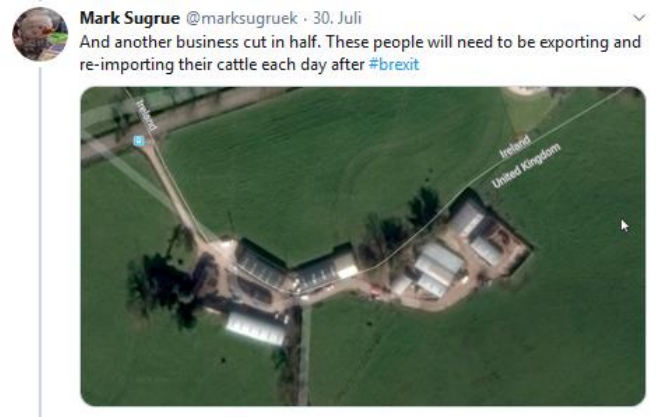 Mark Sugrue @marksugruek · 30. Juli
And another business cut in half. These people will need to be exporting and
re-importing their cattle each day after #brexit
Ireland
Ireland
United Kingdom